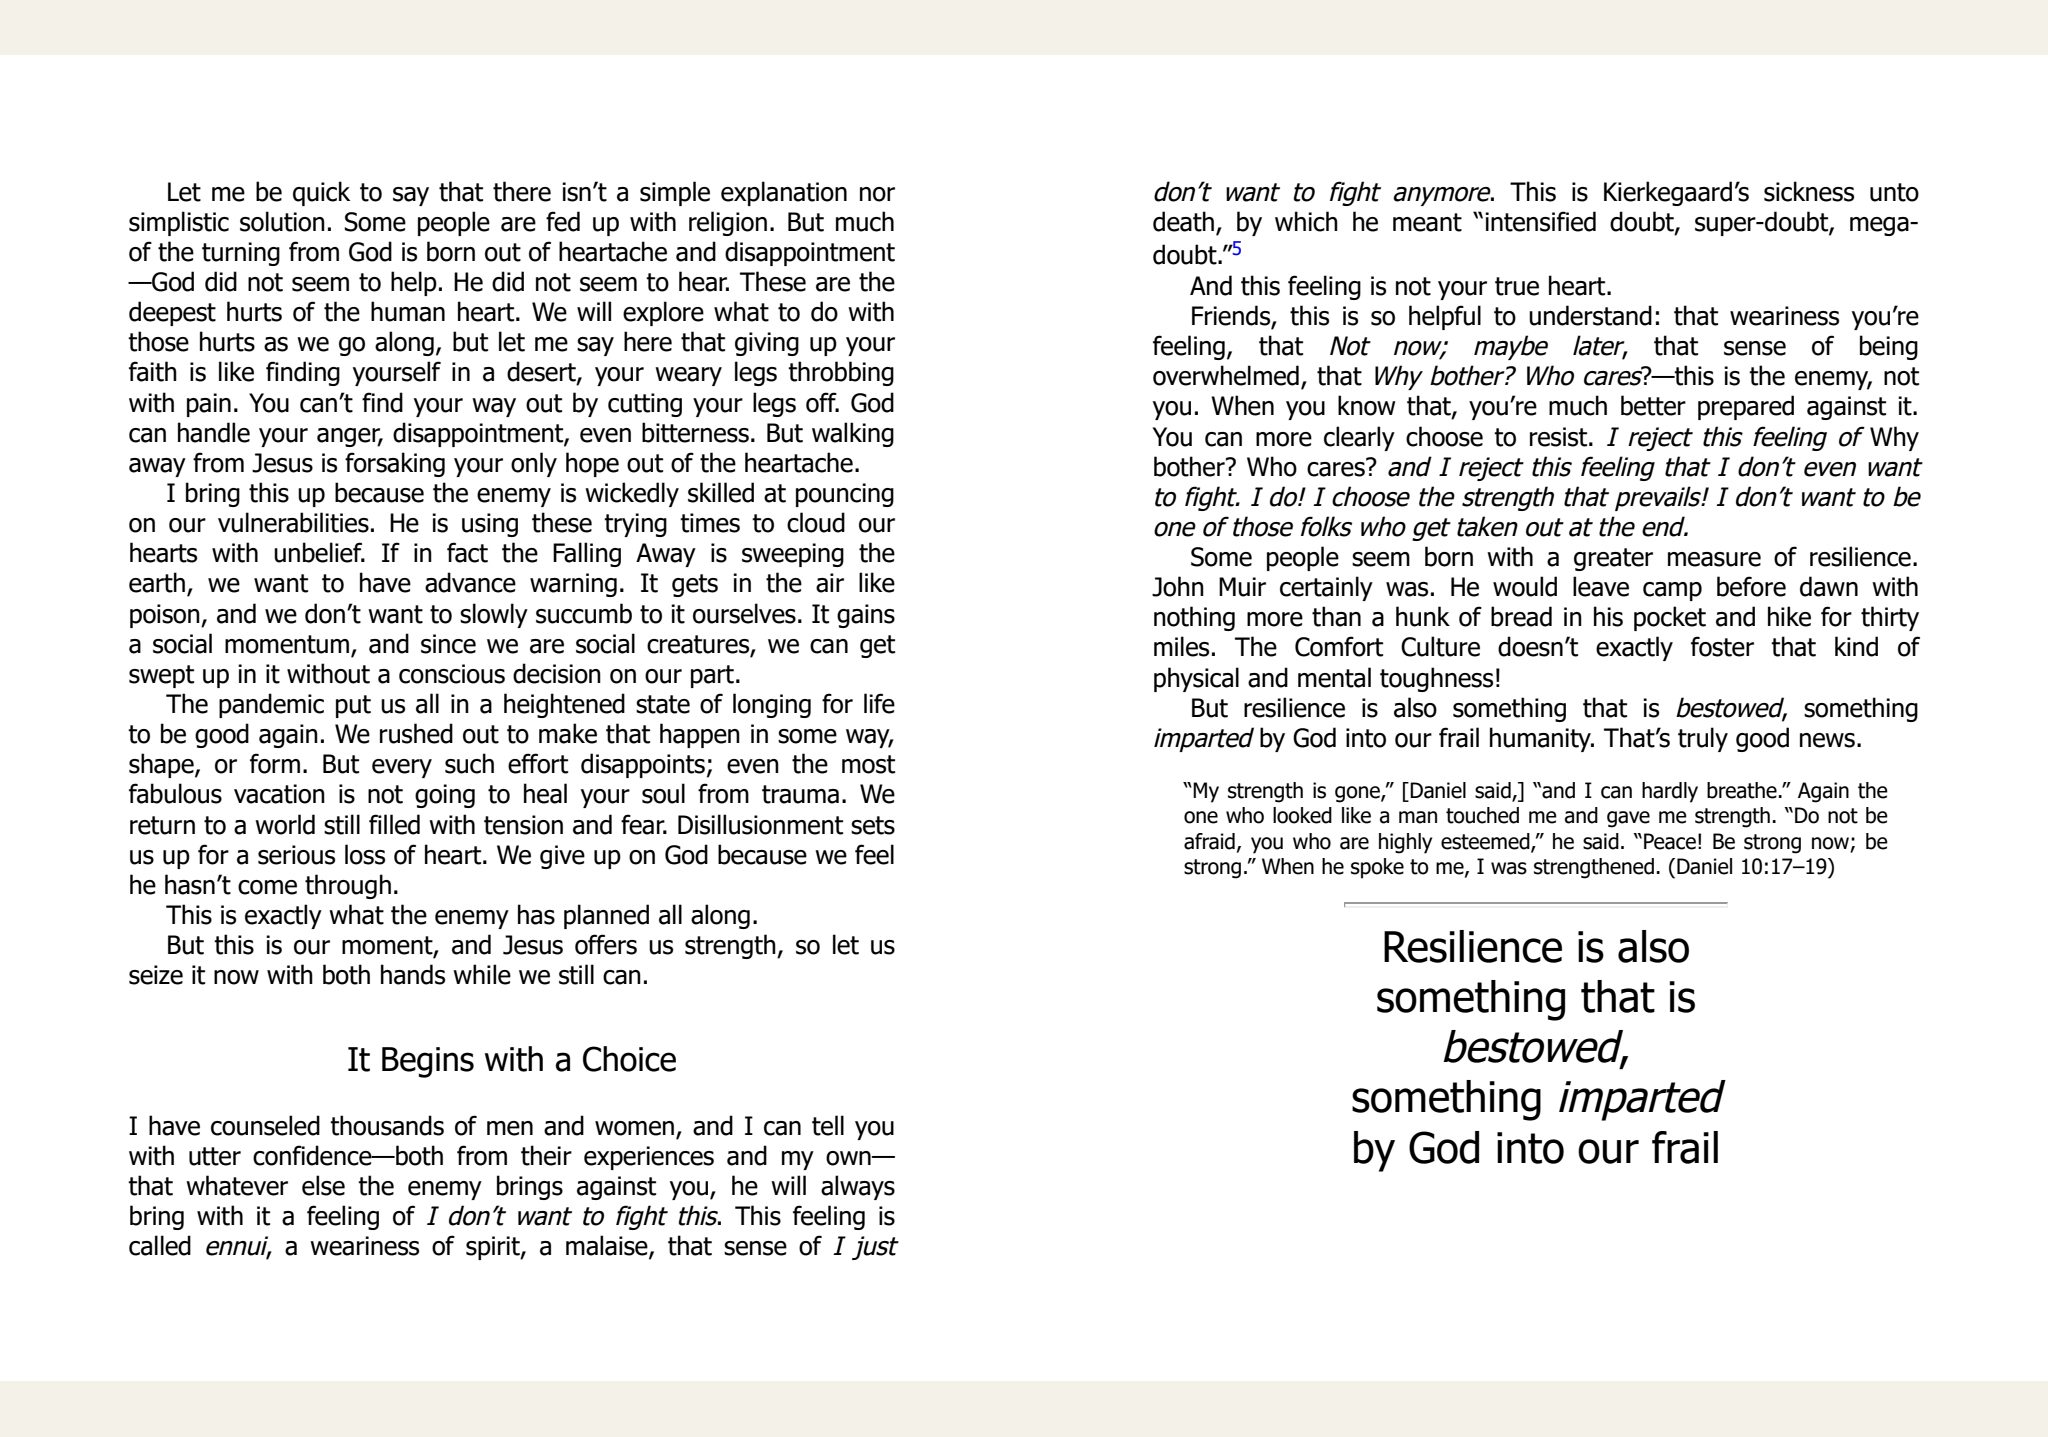 Let me be quick to say that there isn’t a simple explanation nor
simplistic solution. Some people are fed up with religion. But much
of the turning from God is born out of heartache and disappointment
—God did not seem to help. He did not seem to hear. These are the
deepest hurts of the human heart. We will explore what to do with
those hurts as we go along, but let me say here that giving up your
faith is like finding yourself in a desert, your weary legs throbbing
with pain. You can’t find your way out by cutting your legs off. God
can handle your anger, disappointment, even bitterness. But walking
away from Jesus is forsaking your only hope out of the heartache.
I bring this up because the enemy is wickedly skilled at pouncing
on our vulnerabilities. He is using these trying times to cloud our
hearts with unbelief. If in fact the Falling Away is sweeping the
earth, we want to have advance warning. It gets in the air like
poison, and we don’t want to slowly succumb to it ourselves. It gains
a social momentum, and since we are social creatures, we can get
swept up in it without a conscious decision on our part.
The pandemic put us all in a heightened state of longing for life
to be good again. We rushed out to make that happen in some way,
shape, or form. But every such effort disappoints; even the most
fabulous vacation is not going to heal your soul from trauma. We
return to a world still filled with tension and fear. Disillusionment sets
us up for a serious loss of heart. We give up on God because we feel
he hasn’t come through.
This is exactly what the enemy has planned all along.
But this is our moment, and Jesus offers us strength, so let us
seize it now with both hands while we still can.
It Begins with a Choice
I have counseled thousands of men and women, and I can tell you
with utter confidence—both from their experiences and my own—
that whatever else the enemy brings against you, he will always
bring with it a feeling of I don’t want to fight this. This feeling is
called ennui, a weariness of spirit, a malaise, that sense of I just
don’t want to fight anymore. This is Kierkegaard’s sickness unto
death, by which he meant “intensified doubt, super-doubt, mega-
doubt.”5
And this feeling is not your true heart.
Friends, this is so helpful to understand: that weariness you’re
feeling, that Not now; maybe later, that sense of being
overwhelmed, that Why bother? Who cares?—this is the enemy, not
you. When you know that, you’re much better prepared against it.
You can more clearly choose to resist. I reject this feeling of Why
bother? Who cares? and I reject this feeling that I don’t even want
to fight. I do! I choose the strength that prevails! I don’t want to be
one of those folks who get taken out at the end.
Some people seem born with a greater measure of resilience.
John Muir certainly was. He would leave camp before dawn with
nothing more than a hunk of bread in his pocket and hike for thirty
miles. The Comfort Culture doesn’t exactly foster that kind of
physical and mental toughness!
But resilience is also something that is bestowed, something
imparted by God into our frail humanity. That’s truly good news.
“My strength is gone,” [Daniel said,] “and I can hardly breathe.” Again the
one who looked like a man touched me and gave me strength. “Do not be
afraid, you who are highly esteemed,” he said. “Peace! Be strong now; be
strong.” When he spoke to me, I was strengthened. (Daniel 10:17–19)
Resilience is also
something that is
bestowed,
something imparted
by God into our frail